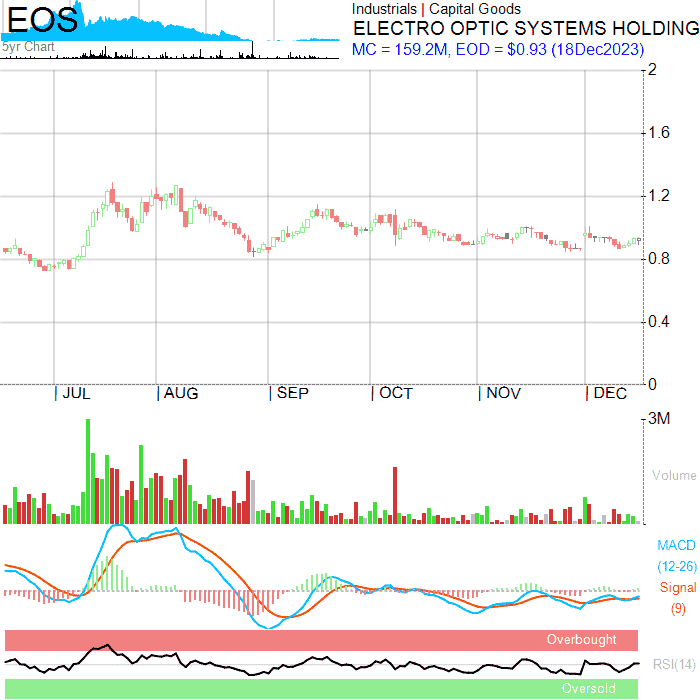 EOS
5yr Chart
Industrials | Capital Goods
ELECTRO OPTIC SYSTEMS HOLDING
MC = 159.2M, EOD = $0.93 (18Dec2023)
2
1.6
1.2
0.8
0.4
0
JUL AUG SEP OCT NOV DEC
3M
Volume
MACD
(12-26)
Signal
(9)
Overbought
RSI(14)
Oversold